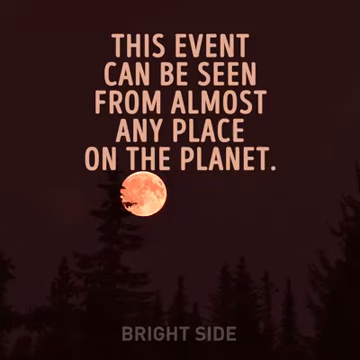 THIS EVENT
CAN BE SEEN
FROM ALMOST
ANY PLACE
ON THE PLANET.
BRIGHT SIDE